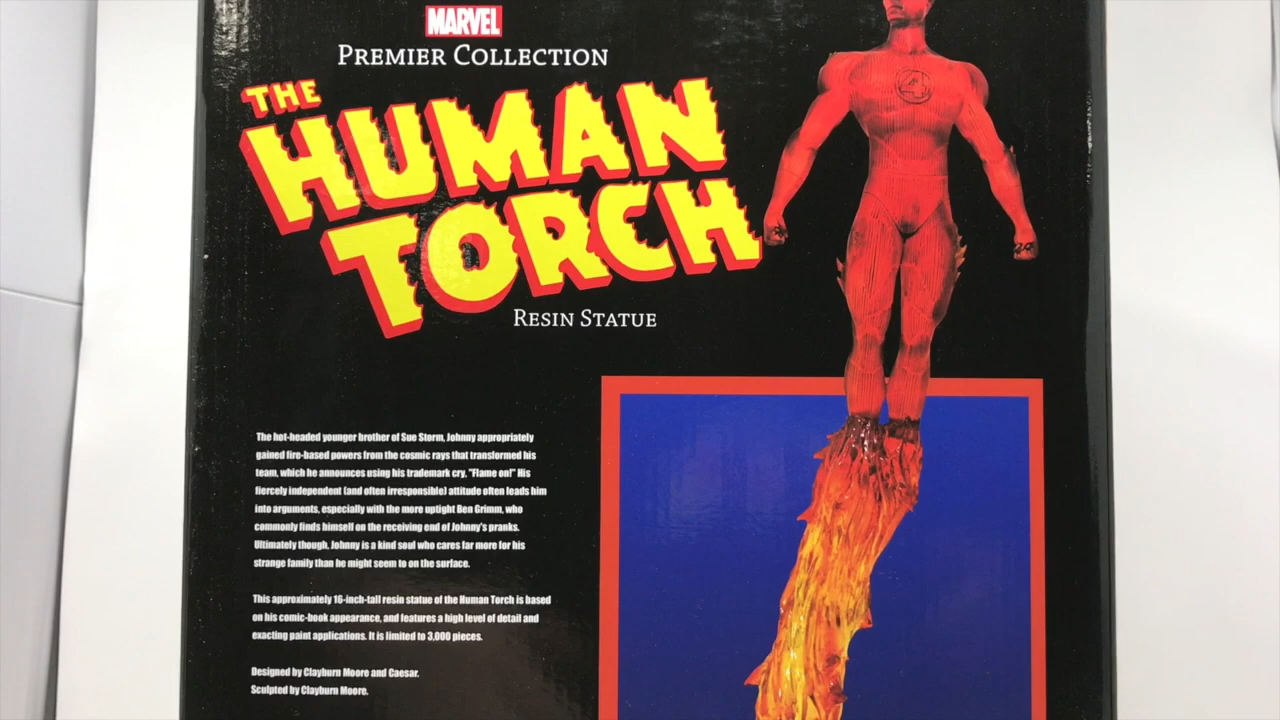 MARVEL
PREMIER COLLECTION
THE
HUMAN
TORCH
RESIN STATUE
4
The hot-headed younger brother of Sue Storm, Johnny appropriately
gained fire-based powers from the cosmic rays that transformed his
team, which he announces using his trademark cry, "Flame on!" His
fiercely independent (and often irresponsible) attitude often leads him
into arguments, especially with the more uptight Ben Grimm, who
commonly finds himself on the receiving end of Johnny's pranks.
Ultimately though, Johnny is a kind soul who cares far more for his
strange family than he might seem to on the surface.
This approximately 16-inch-tall resin statue of the Human Torch is based
on his comic-book appearance, and features a high level of detail and
exacting paint applications. It is limited to 3,000 pieces.
Designed by Clayburn Moore and Caesar.
Sculpted by Clayburn Moore.